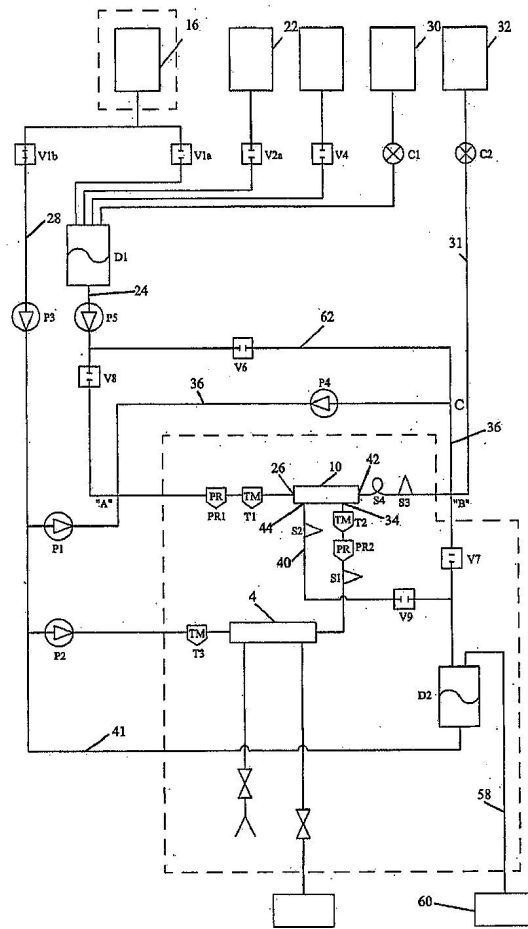 16
22
30
32
V1b
V1a
V2a
V4
C1
C2
28
31
D1
24
P3
P5
62
V6
V8
36
P4
C
36
10
26
42
"A"
PR
TM
S4
S3
"B"
PR1
T1
44
S2
34
TM
T2
P1
40
PR
PR2
V7
4
S1
V9
TM
P2
T3
D2
41
58
60